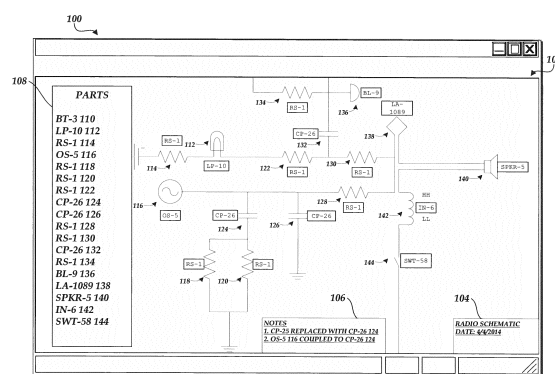 100
10
108
PARTS
BT-3 110
LP-10 112
RS-1 114
OS-5 116
RS-1 118
RS-1 120
RS-1 122
CP-26 124
CP-26 126
RS-1 128
RS-1 130
CP-26 132
RS-1 134
BL-9 136
LA-1089 138
SPKR-5 140
IN-6 142
SWT-58 144
134
RS-1
BL-9
136
LA-
1089
138
CP-26
132
RS-1
114
112
LP-10
122
RS-1
130
RS-1
SPKR-5
140
116
OS-5
128
RS-1
HH
142
IN-6
LL
CP-26
124
126
CP-26
RS-1
118
120
RS-1
144
SWT-58
106
NOTES
1. CP-25 REPLACED WITH CP-26 124
2. OS-5 116 COUPLED TO CP-26 124
104
RADIO SCHEMATIC
DATE: 4/4/2014